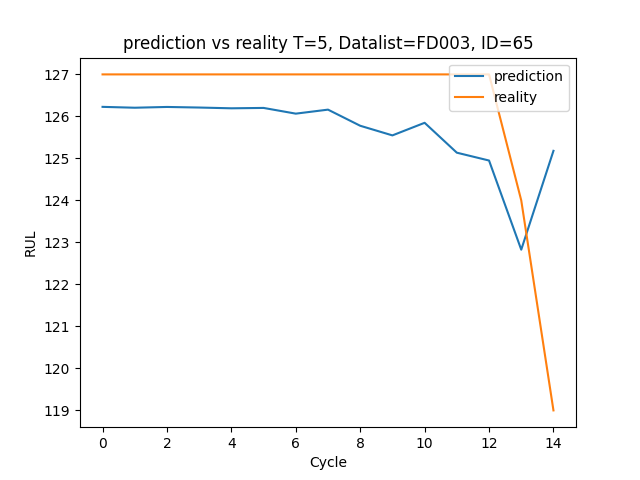 prediction vs reality T=5, Datalist=FD003, ID=65
prediction
reality
127
126
125
124
123
122
121
120
119
RUL
0 2 4 6 8 10 12 14
Cycle